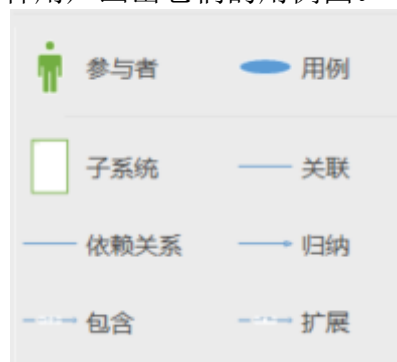 参与者 用例
子系统 关联
依赖关系 归纳
包含 扩展